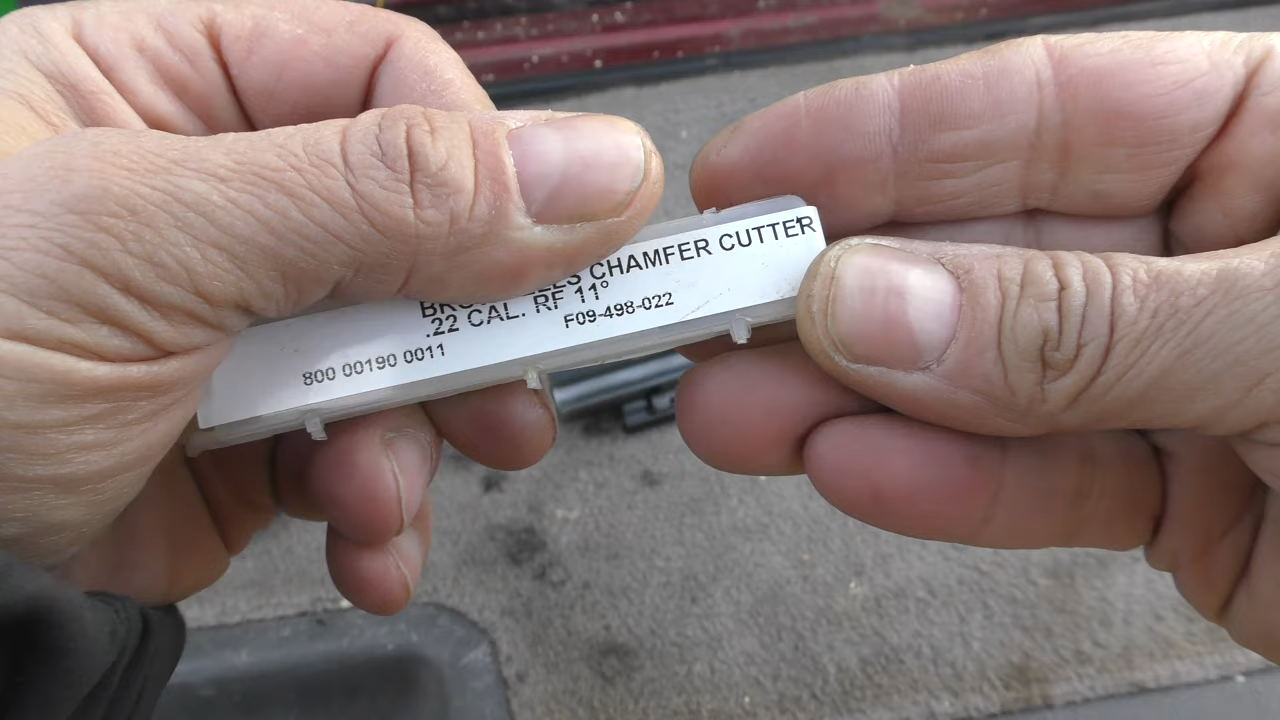 CHAMFER CUTTER
.22 CAL. RF 11°
F09-498-022
800 00190 0011